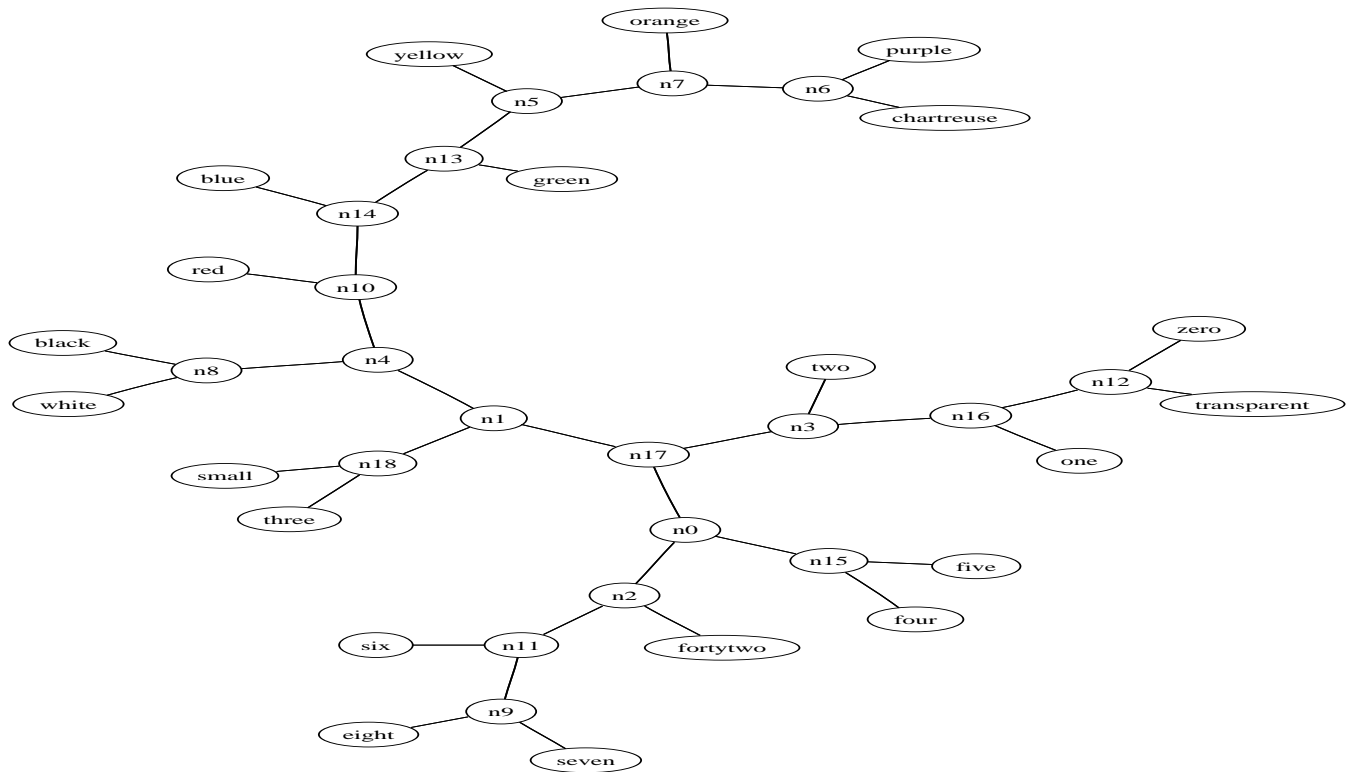 orange
purple
yellow
n7
n6
n5
chartreuse
n13
green
blue
n14
red
n10
zero
black
n4
two
n8
n12
white
transparent
n16
n1
n3
n17
one
n18
small
three
n0
n15
five
n2
four
six
n11
fortytwo
n9
eight
seven